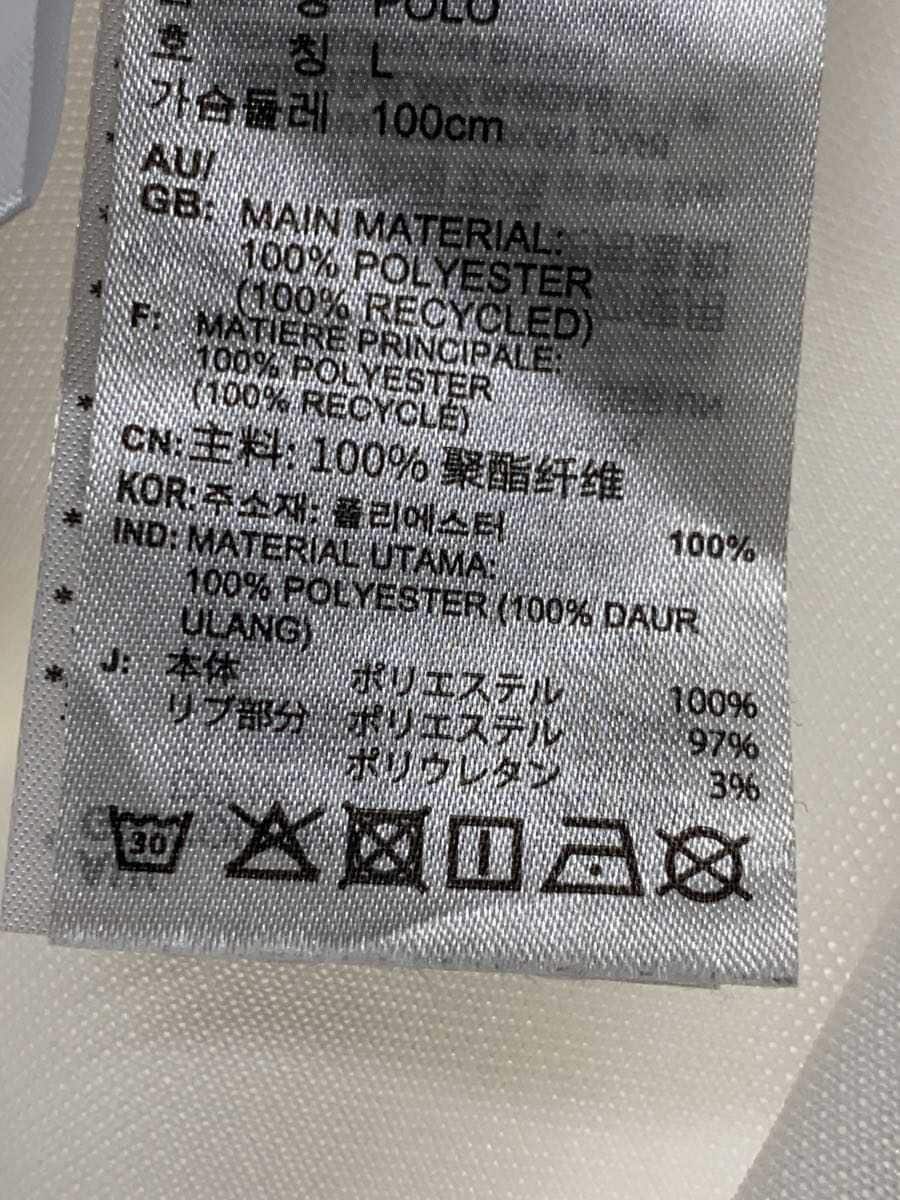 칭 POLO
호 칭 L
가슴둘레 100cm
AU/
GB: MAIN MATERIAL:
100% POLYESTER
(100% RECYCLED)
F: MATIERE PRINCIPALE:
100% POLYESTER
(100% RECYCLÉ)
CN: 主料: 100% 聚酯纤维
KOR: 주소재: 폴리에스터 100%
IND: MATERIAL UTAMA:
100% POLYESTER (100% DAUR
ULANG)
J: 本体 ポリエステル 100%
リブ部分 ポリエステル 97%
ポリウレタン 3%
30